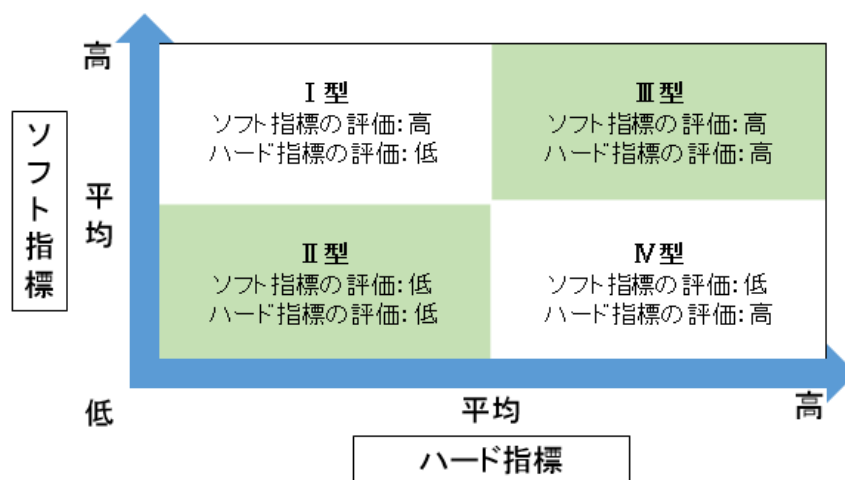 高
Ⅰ型
ソフト指標の評価:高
ハード指標の評価:低
Ⅲ型
ソフト指標の評価:高
ハード指標の評価:高
ソフト指標
平均
Ⅱ型
ソフト指標の評価:低
ハード指標の評価:低
Ⅳ型
ソフト指標の評価:低
ハード指標の評価:高
低
平均
高
ハード指標